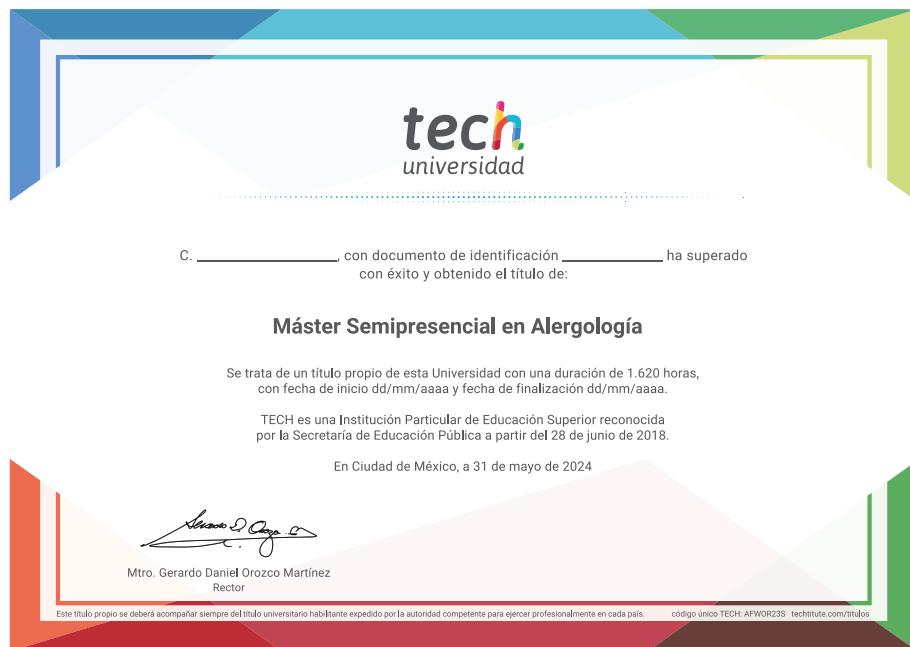 tech
universidad
C. ____________________, con documento de identificación ______________ ha superado
con éxito y obtenido el título de:
Máster Semipresencial en Alergología
Se trata de un título propio de esta Universidad con una duración de 1.620 horas,
con fecha de inicio dd/mm/aaaa y fecha de finalización dd/mm/aaaa.
TECH es una Institución Particular de Educación Superior reconocida
por la Secretaría de Educación Pública a partir del 28 de junio de 2018.
En Ciudad de México, a 31 de mayo de 2024
Mtro. Gerardo Daniel Orozco Martínez
Rector
Este título propio se deberá acompañar siempre del título universitario habilitante expedido por la autoridad competente para ejercer profesionalmente en cada país. código único TECH: AFWOR23S techtitute.com/titulos